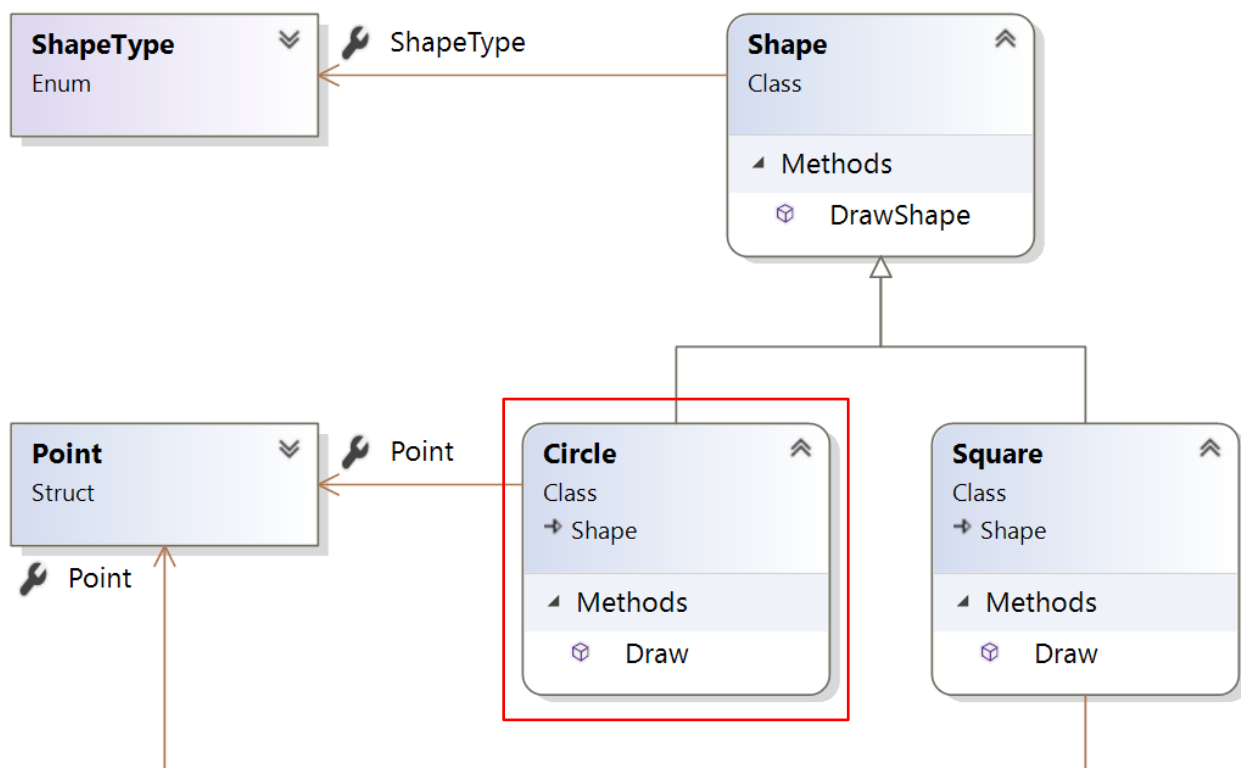 ShapeType
Enum
ShapeType
Shape
Class
Methods
DrawShape
Point
Struct
Point
Point
Circle
Class
Shape
Methods
Draw
Square
Class
Shape
Methods
Draw